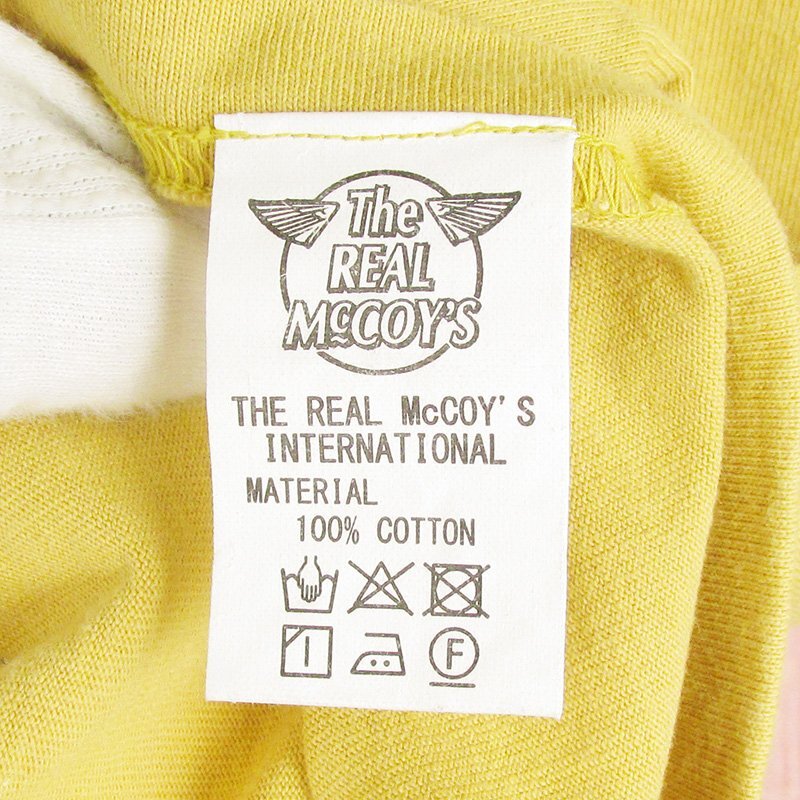 The
REAL
McCOY'S
THE REAL McCOY'S
INTERNATIONAL
MATERIAL
100% COTTON
F